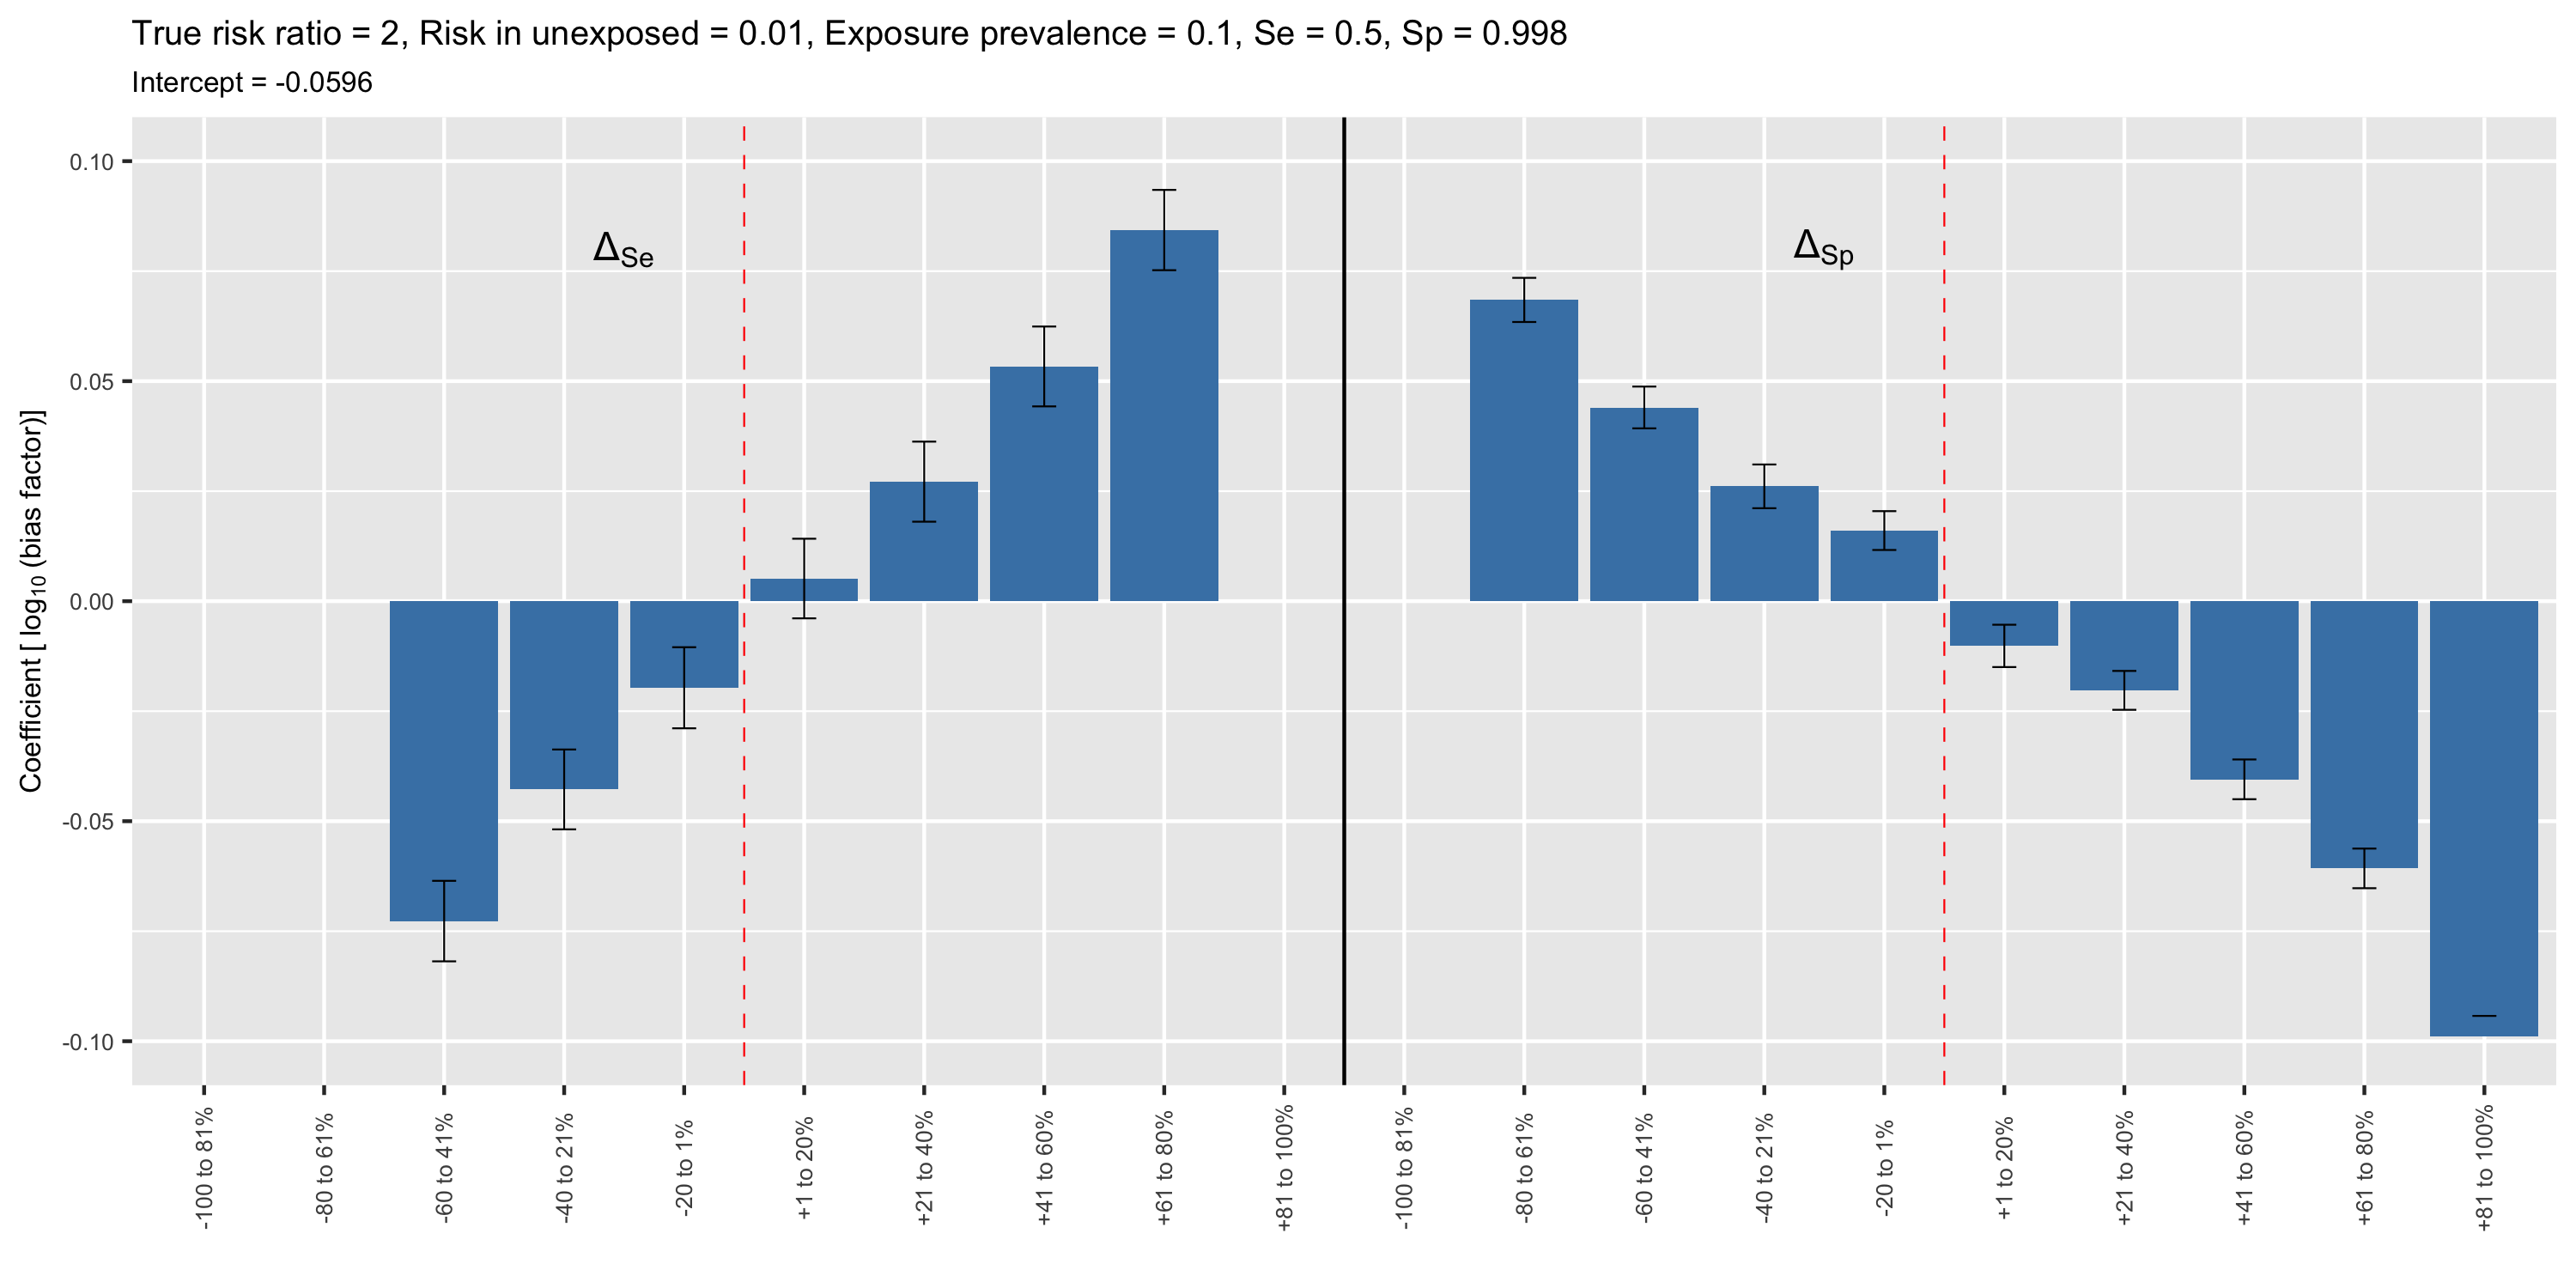 True risk ratio = 2, Risk in unexposed = 0.01, Exposure prevalence = 0.1, Se = 0.5, Sp = 0.998
Intercept = -0.0596
Coefficient [ log10 (bias factor)]
0.10
0.05
0.00
-0.05
-0.10
ΔSe
ΔSp
-100 to 81%
-80 to 61%
-60 to 41%
-40 to 21%
-20 to 1%
+1 to 20%
+21 to 40%
+41 to 60%
+61 to 80%
+81 to 100%
-100 to 81%
-80 to 61%
-60 to 41%
-40 to 21%
-20 to 1%
+1 to 20%
+21 to 40%
+41 to 60%
+61 to 80%
+81 to 100%